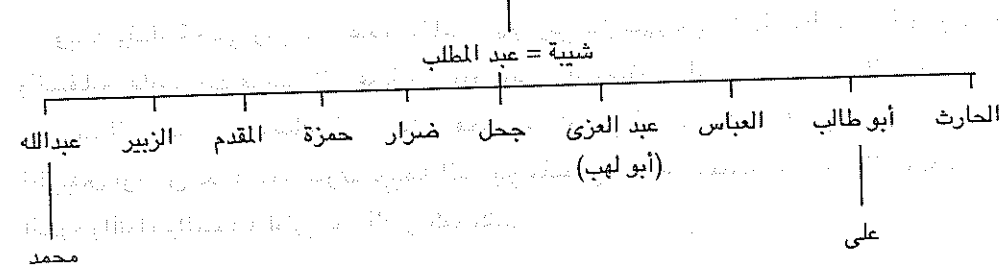 شيبة = عبد المطلب
الحارث أبو طالب العباس عبد العزى جحل ضرار حمزة المقدم الزبير عبدالله
(أبو لهب)
على
محمد